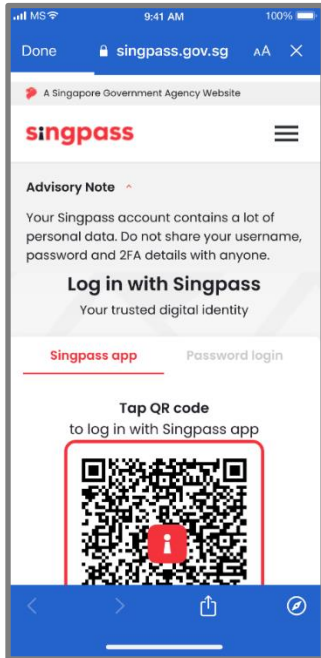 MS 9:41 AM 100%
Done singpass.gov.sg AA
A Singapore Government Agency Website
singpass
Advisory Note
Your Singpass account contains a lot of
personal data. Do not share your username,
password and 2FA details with anyone.
Log in with Singpass
Your trusted digital identity
Singpass app Password login
Tap QR code
to log in with Singpass app